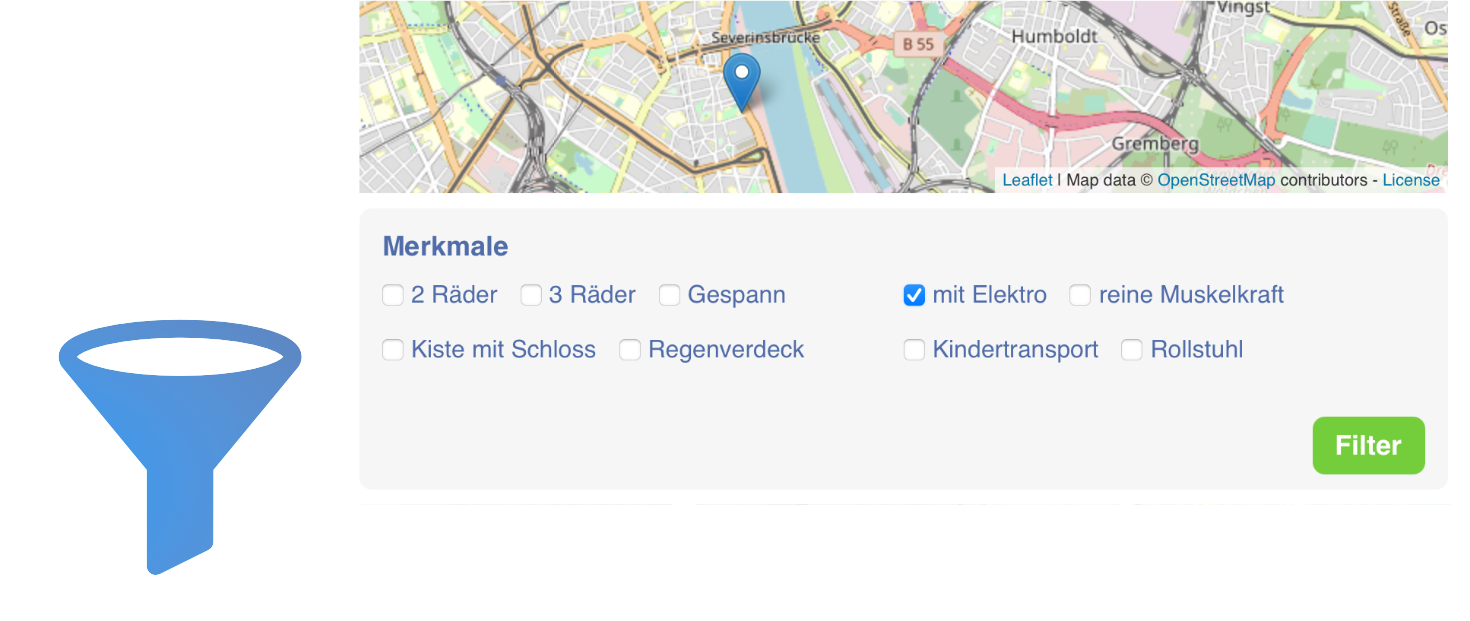 Vingst
Straße
Os
Severinsbrücke
B 55
Humboldt
Gremberg
Leaflet | Map data © OpenStreetMap contributors - License
Merkmale
2 Räder 3 Räder Gespann mit Elektro reine Muskelkraft
Kiste mit Schloss Regenverdeck Kindertransport Rollstuhl
Filter